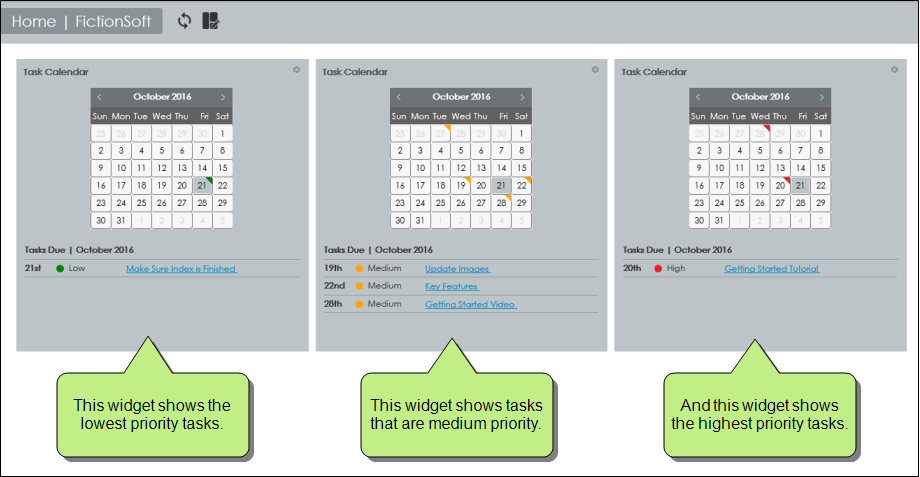 Home | FictionSoft
Task Calendar
October 2016
Sun Mon Tue Wed Thu Fri Sat
25 26 27 28 29 30 1
2 3 4 5 6 7 8
9 10 11 12 13 14 15
16 17 18 19 20 21 22
23 24 25 26 27 28 29
30 31 1 2 3 4 5
Tasks Due | October 2016
21st Low Make Sure Index is Finished
Task Calendar
October 2016
Sun Mon Tue Wed Thu Fri Sat
25 26 27 28 29 30 1
2 3 4 5 6 7 8
9 10 11 12 13 14 15
16 17 18 19 20 21 22
23 24 25 26 27 28 29
30 31 1 2 3 4 5
Tasks Due | October 2016
19th Medium Update Images
22nd Medium Key Features
28th Medium Getting Started Video
Task Calendar
October 2016
Sun Mon Tue Wed Thu Fri Sat
25 26 27 28 29 30 1
2 3 4 5 6 7 8
9 10 11 12 13 14 15
16 17 18 19 20 21 22
23 24 25 26 27 28 29
30 31 1 2 3 4 5
Tasks Due | October 2016
20th High Getting Started Tutorial
This widget shows the
lowest priority tasks.
This widget shows tasks
that are medium priority.
And this widget shows
the highest priority tasks.